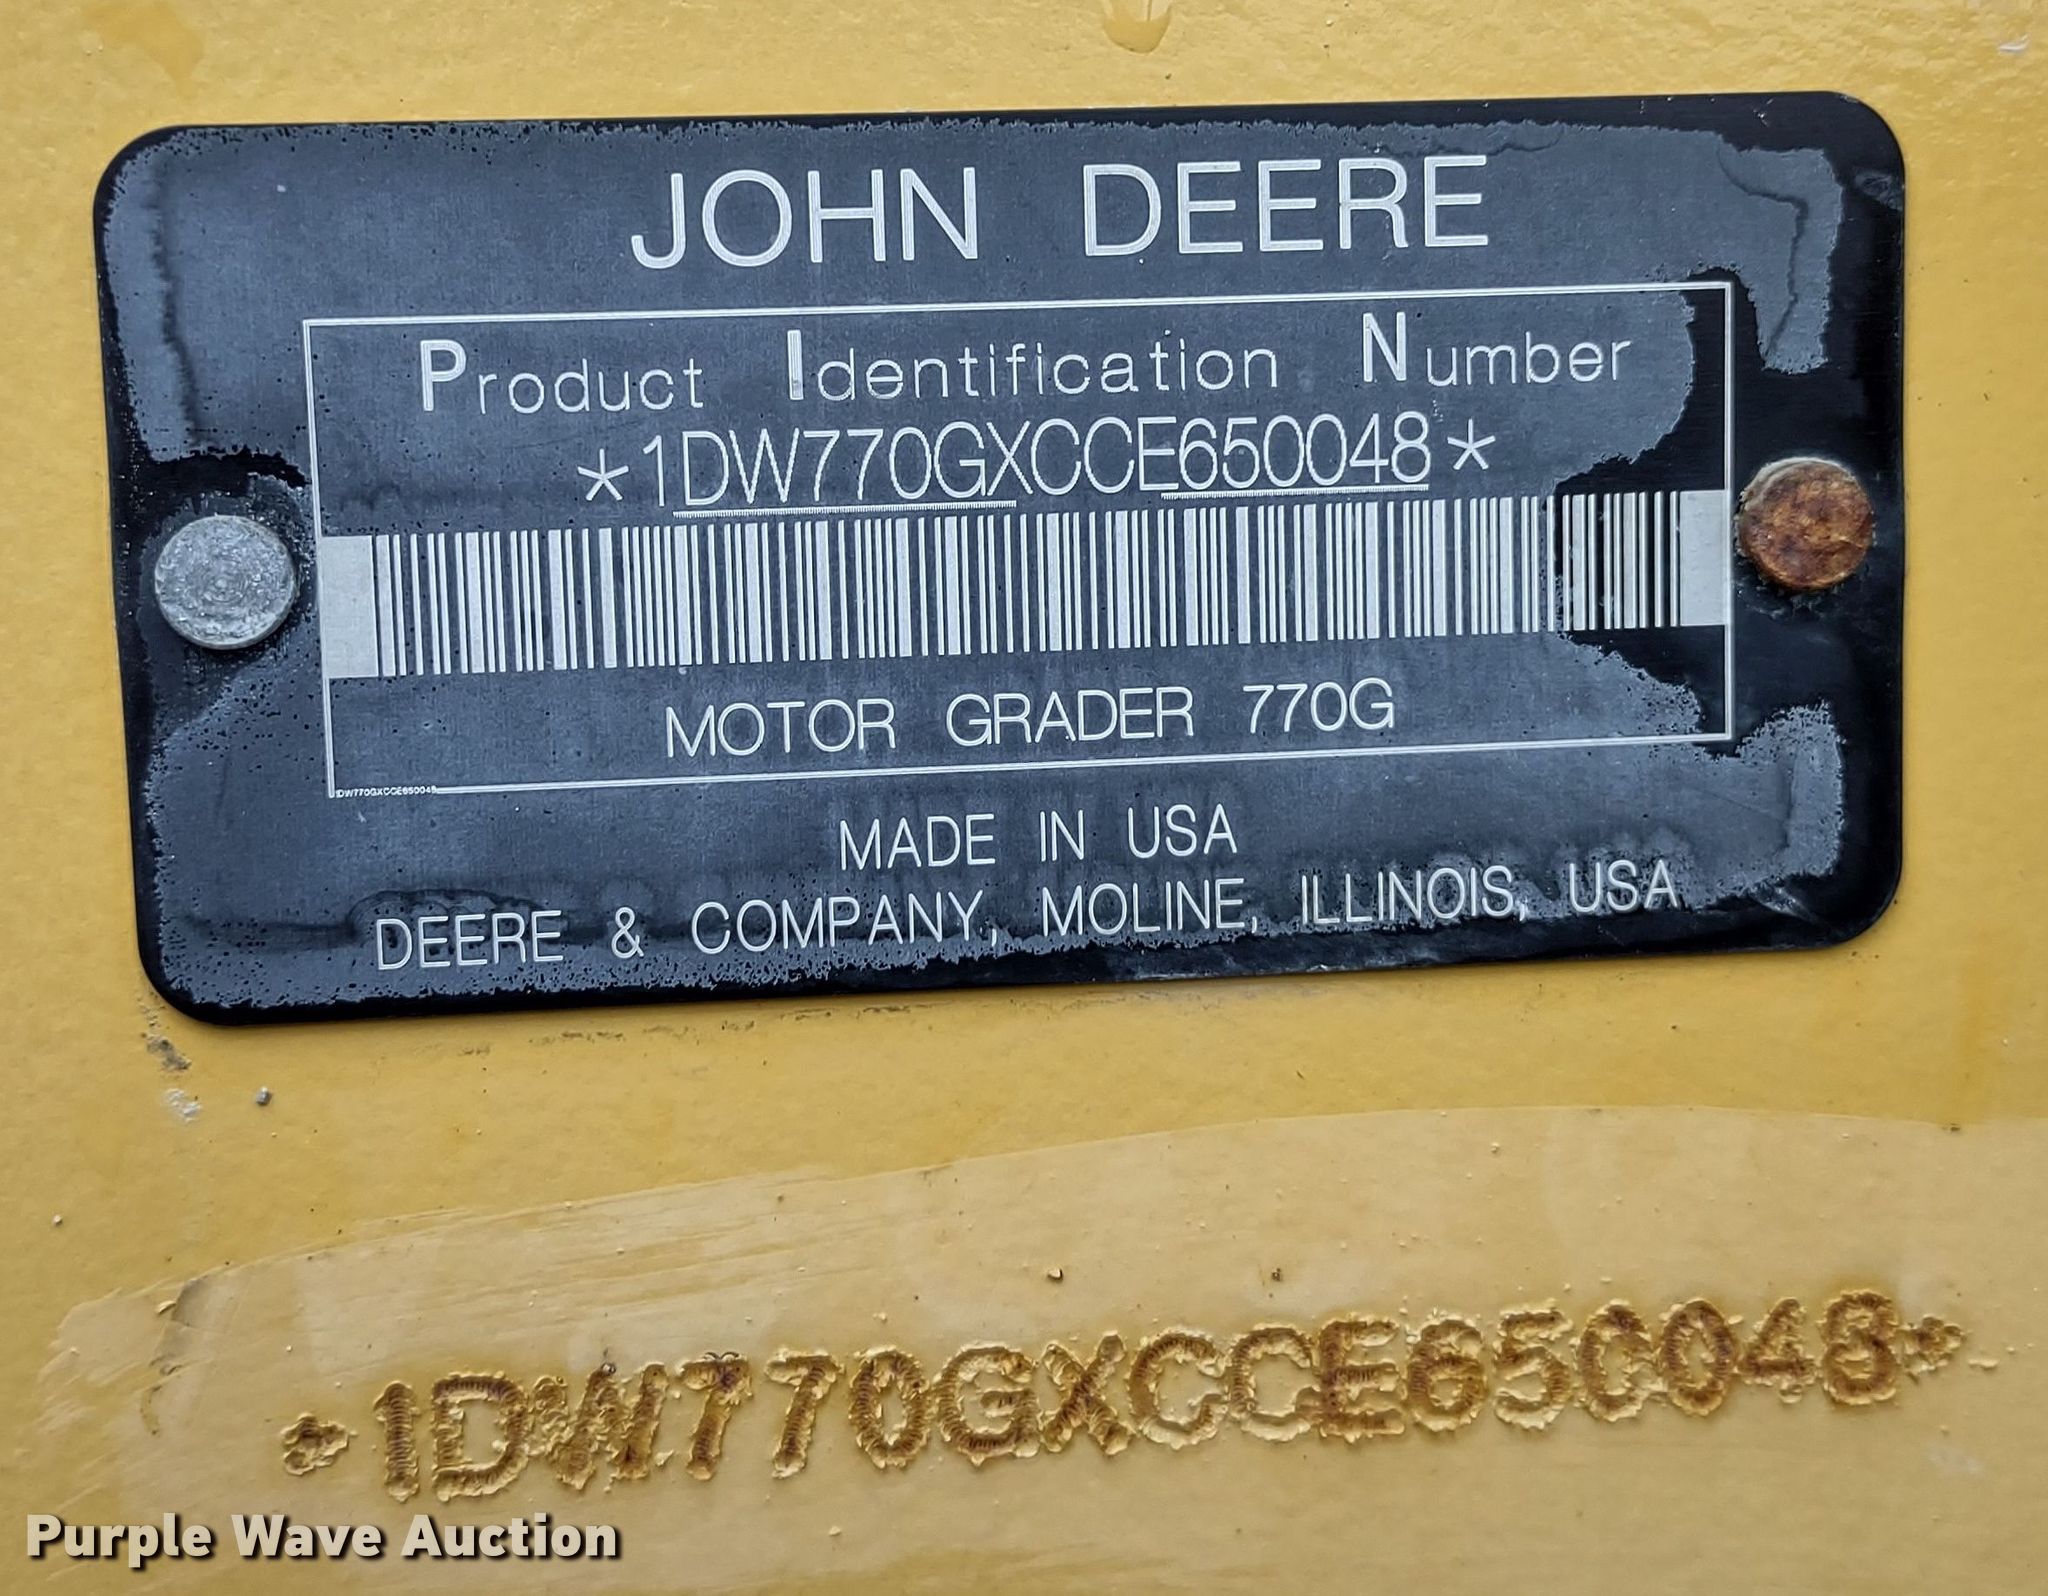 JOHN DEERE
Product Identification Number
*1DW770GXCCE650048*
MOTOR GRADER 770G
1DW770GXCCE650048
MADE IN USA
DEERE & COMPANY, MOLINE, ILLINOIS, USA
*1DW770GXCCE650048*
Purple Wave Auction